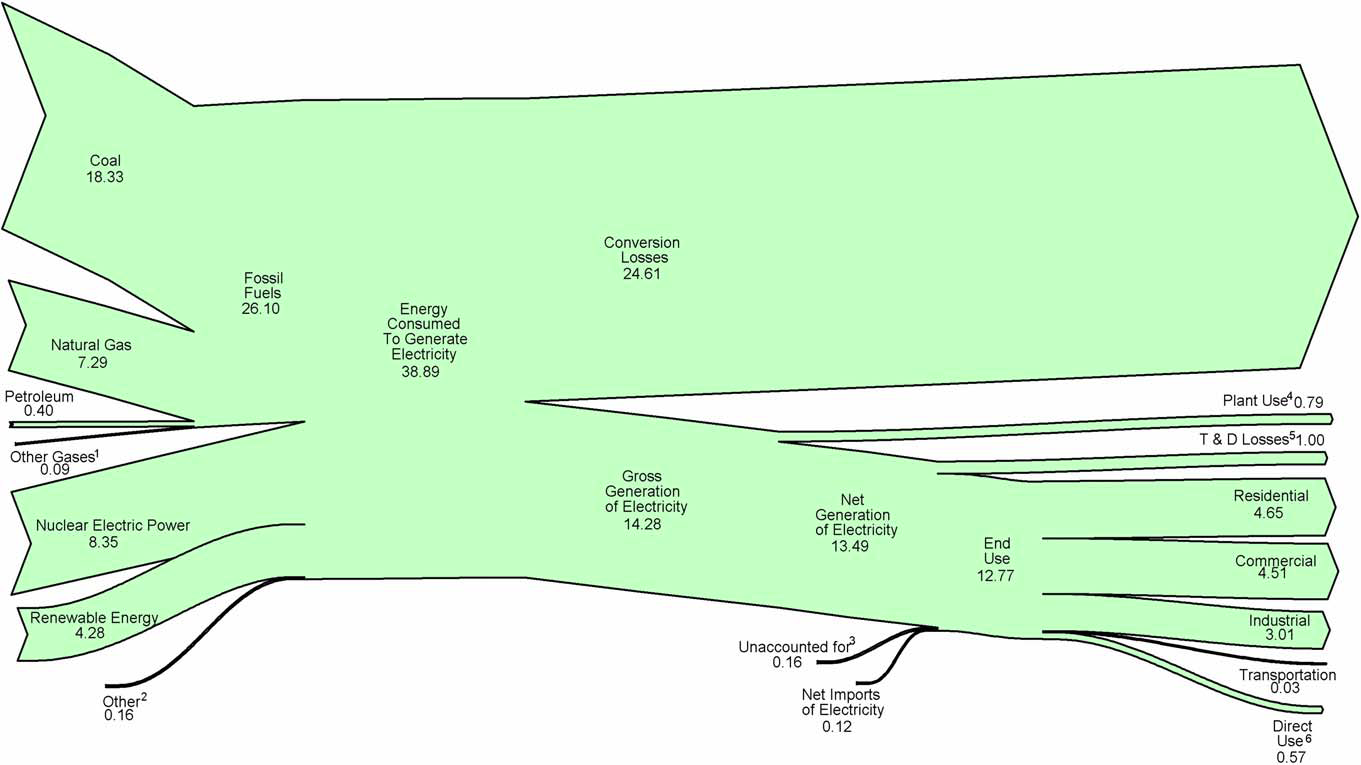 Coal
18.33
Fossil
Fuels
26.10
Natural Gas
7.29
Petroleum
0.40
Other Gases1
0.09
Nuclear Electric Power
8.35
Renewable Energy
4.28
Other2
0.16
Energy
Consumed
To Generate
Electricity
38.89
Conversion
Losses
24.61
Gross
Generation
of Electricity
14.28
Net
Generation
of Electricity
13.49
Unaccounted for3
0.16
Net Imports
of Electricity
0.12
End
Use
12.77
Plant Use4 0.79
T & D Losses5 1.00
Residential
4.65
Commercial
4.51
Industrial
3.01
Transportation
0.03
Direct
Use6
0.57